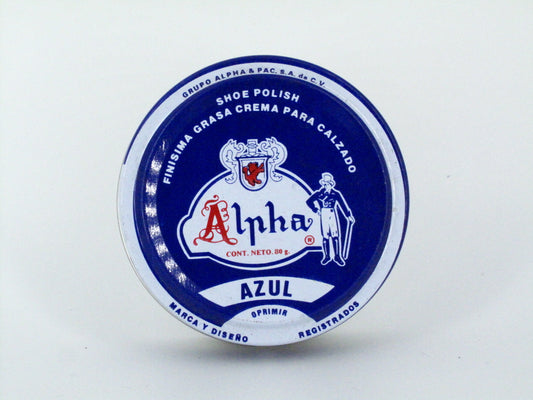 GRUPO ALPHA & PAC. S.A. de C.V.
SHOE POLISH
FINISIMA GRASA CREMA PARA CALZADO
Alpha ®
CONT. NETO. 80 g.
AZUL
OPRIMIR
MARCA Y DISEÑO REGISTRADOS